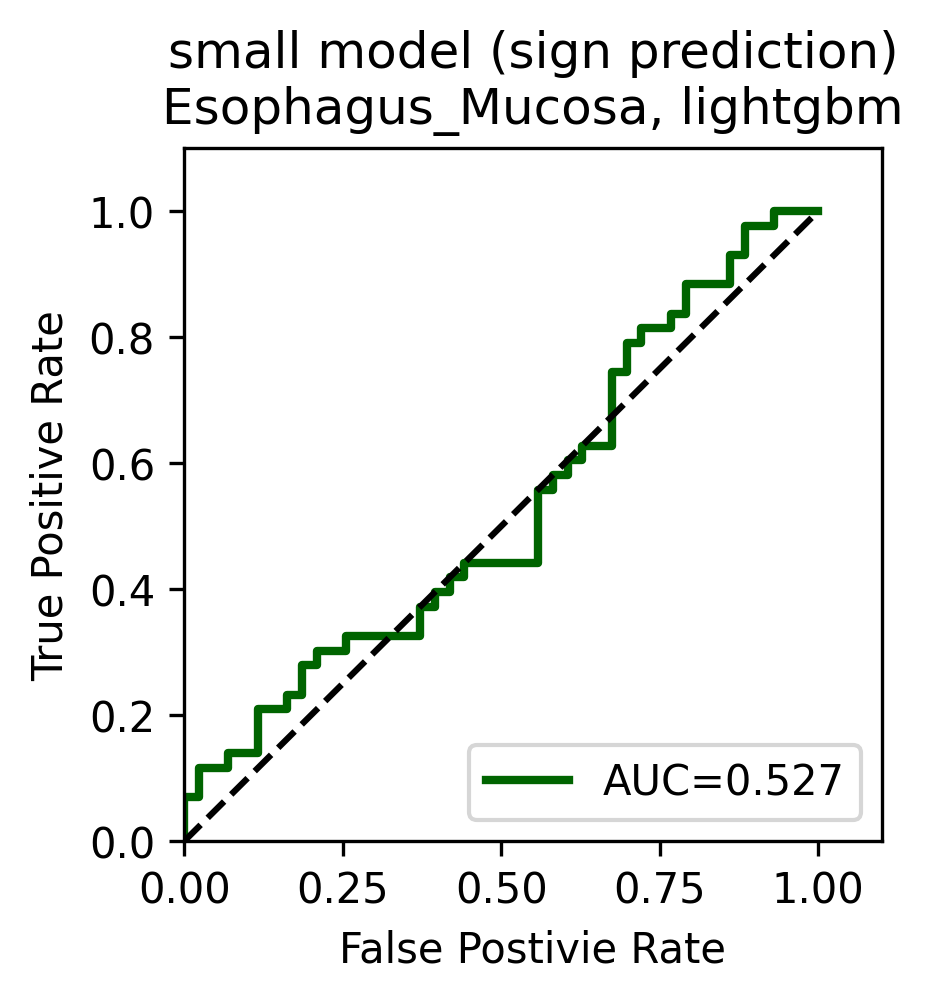 small model (sign prediction)
Esophagus_Mucosa, lightgbm
1.0
0.8
0.6
0.4
0.2
0.0
True Positive Rate
AUC=0.527
0.00 0.25 0.50 0.75 1.00
False Postivie Rate